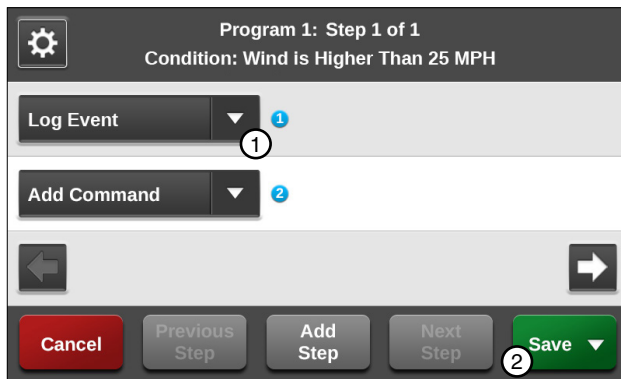 Program 1: Step 1 of 1
Condition: Wind is Higher Than 25 MPH
Log Event
1
1
Add Command
2
Cancel
Previous
Step
Add
Step
Next
Step
2
Save